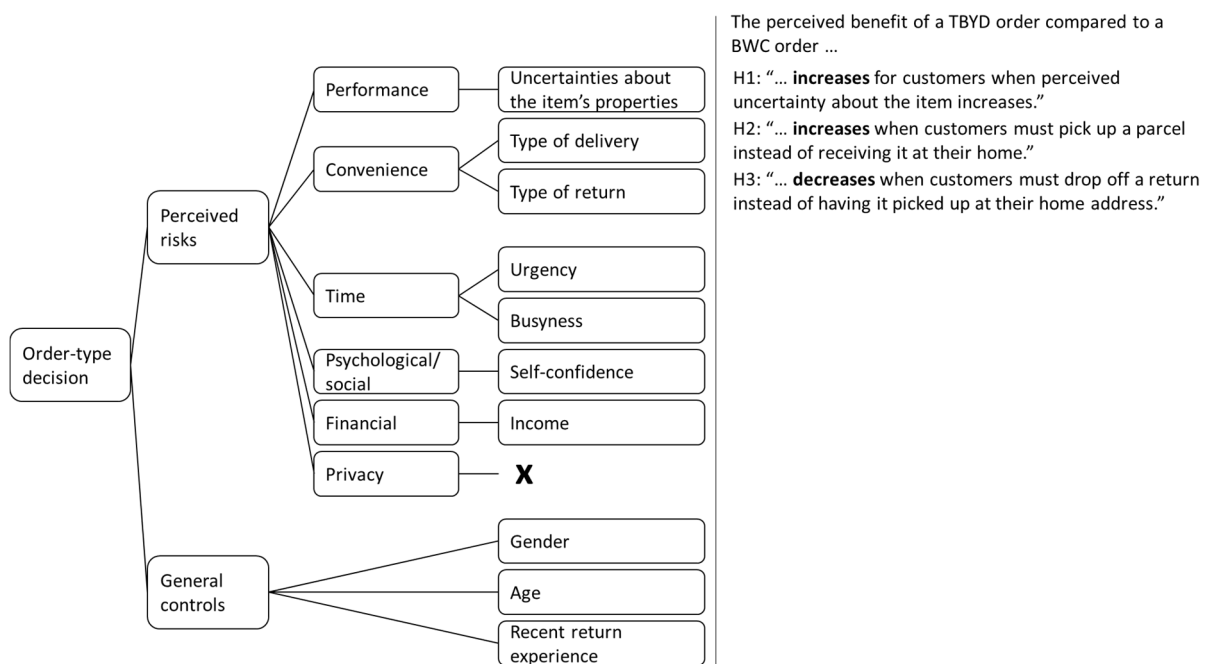 Order-type
decision
Perceived
risks
General
controls
Performance
Convenience
Time
Psychological/
social
Financial
Privacy
Uncertainties about
the item’s properties
Type of delivery
Type of return
Urgency
Busyness
Self-confidence
Income
X
Gender
Age
Recent return
experience
The perceived benefit of a TBYD order compared to a
BWC order ...
H1: “... increases for customers when perceived
uncertainty about the item increases.”
H2: “... increases when customers must pick up a parcel
instead of receiving it at their home.”
H3: “... decreases when customers must drop off a return
instead of having it picked up at their home address.”